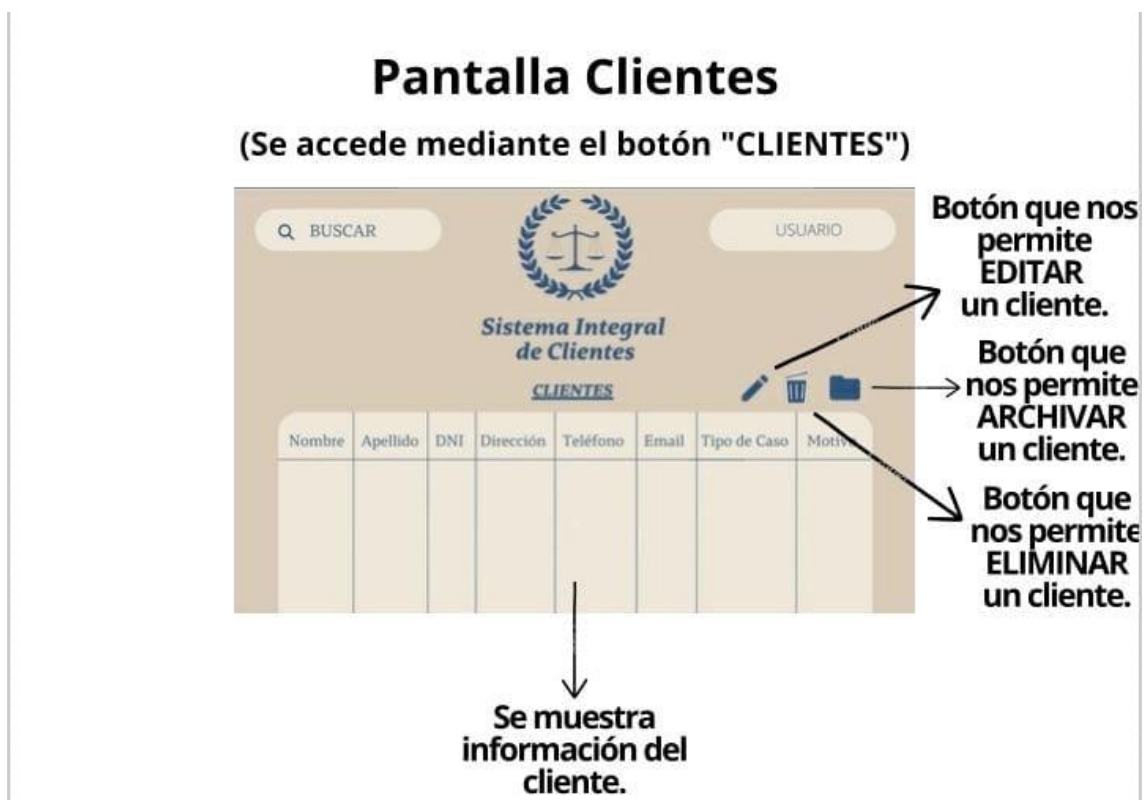 Pantalla Clientes
(Se accede mediante el botón "CLIENTES")
BUSCAR
USUARIO
Sistema Integral
de Clientes
CLIENTES
Nombre Apellido DNI Dirección Teléfono Email Tipo de Caso Motivo
Botón que nos
permite
EDITAR
un cliente.
Botón que
nos permite
ARCHIVAR
un cliente.
Botón que
nos permite
ELIMINAR
un cliente.
Se muestra
información del
cliente.